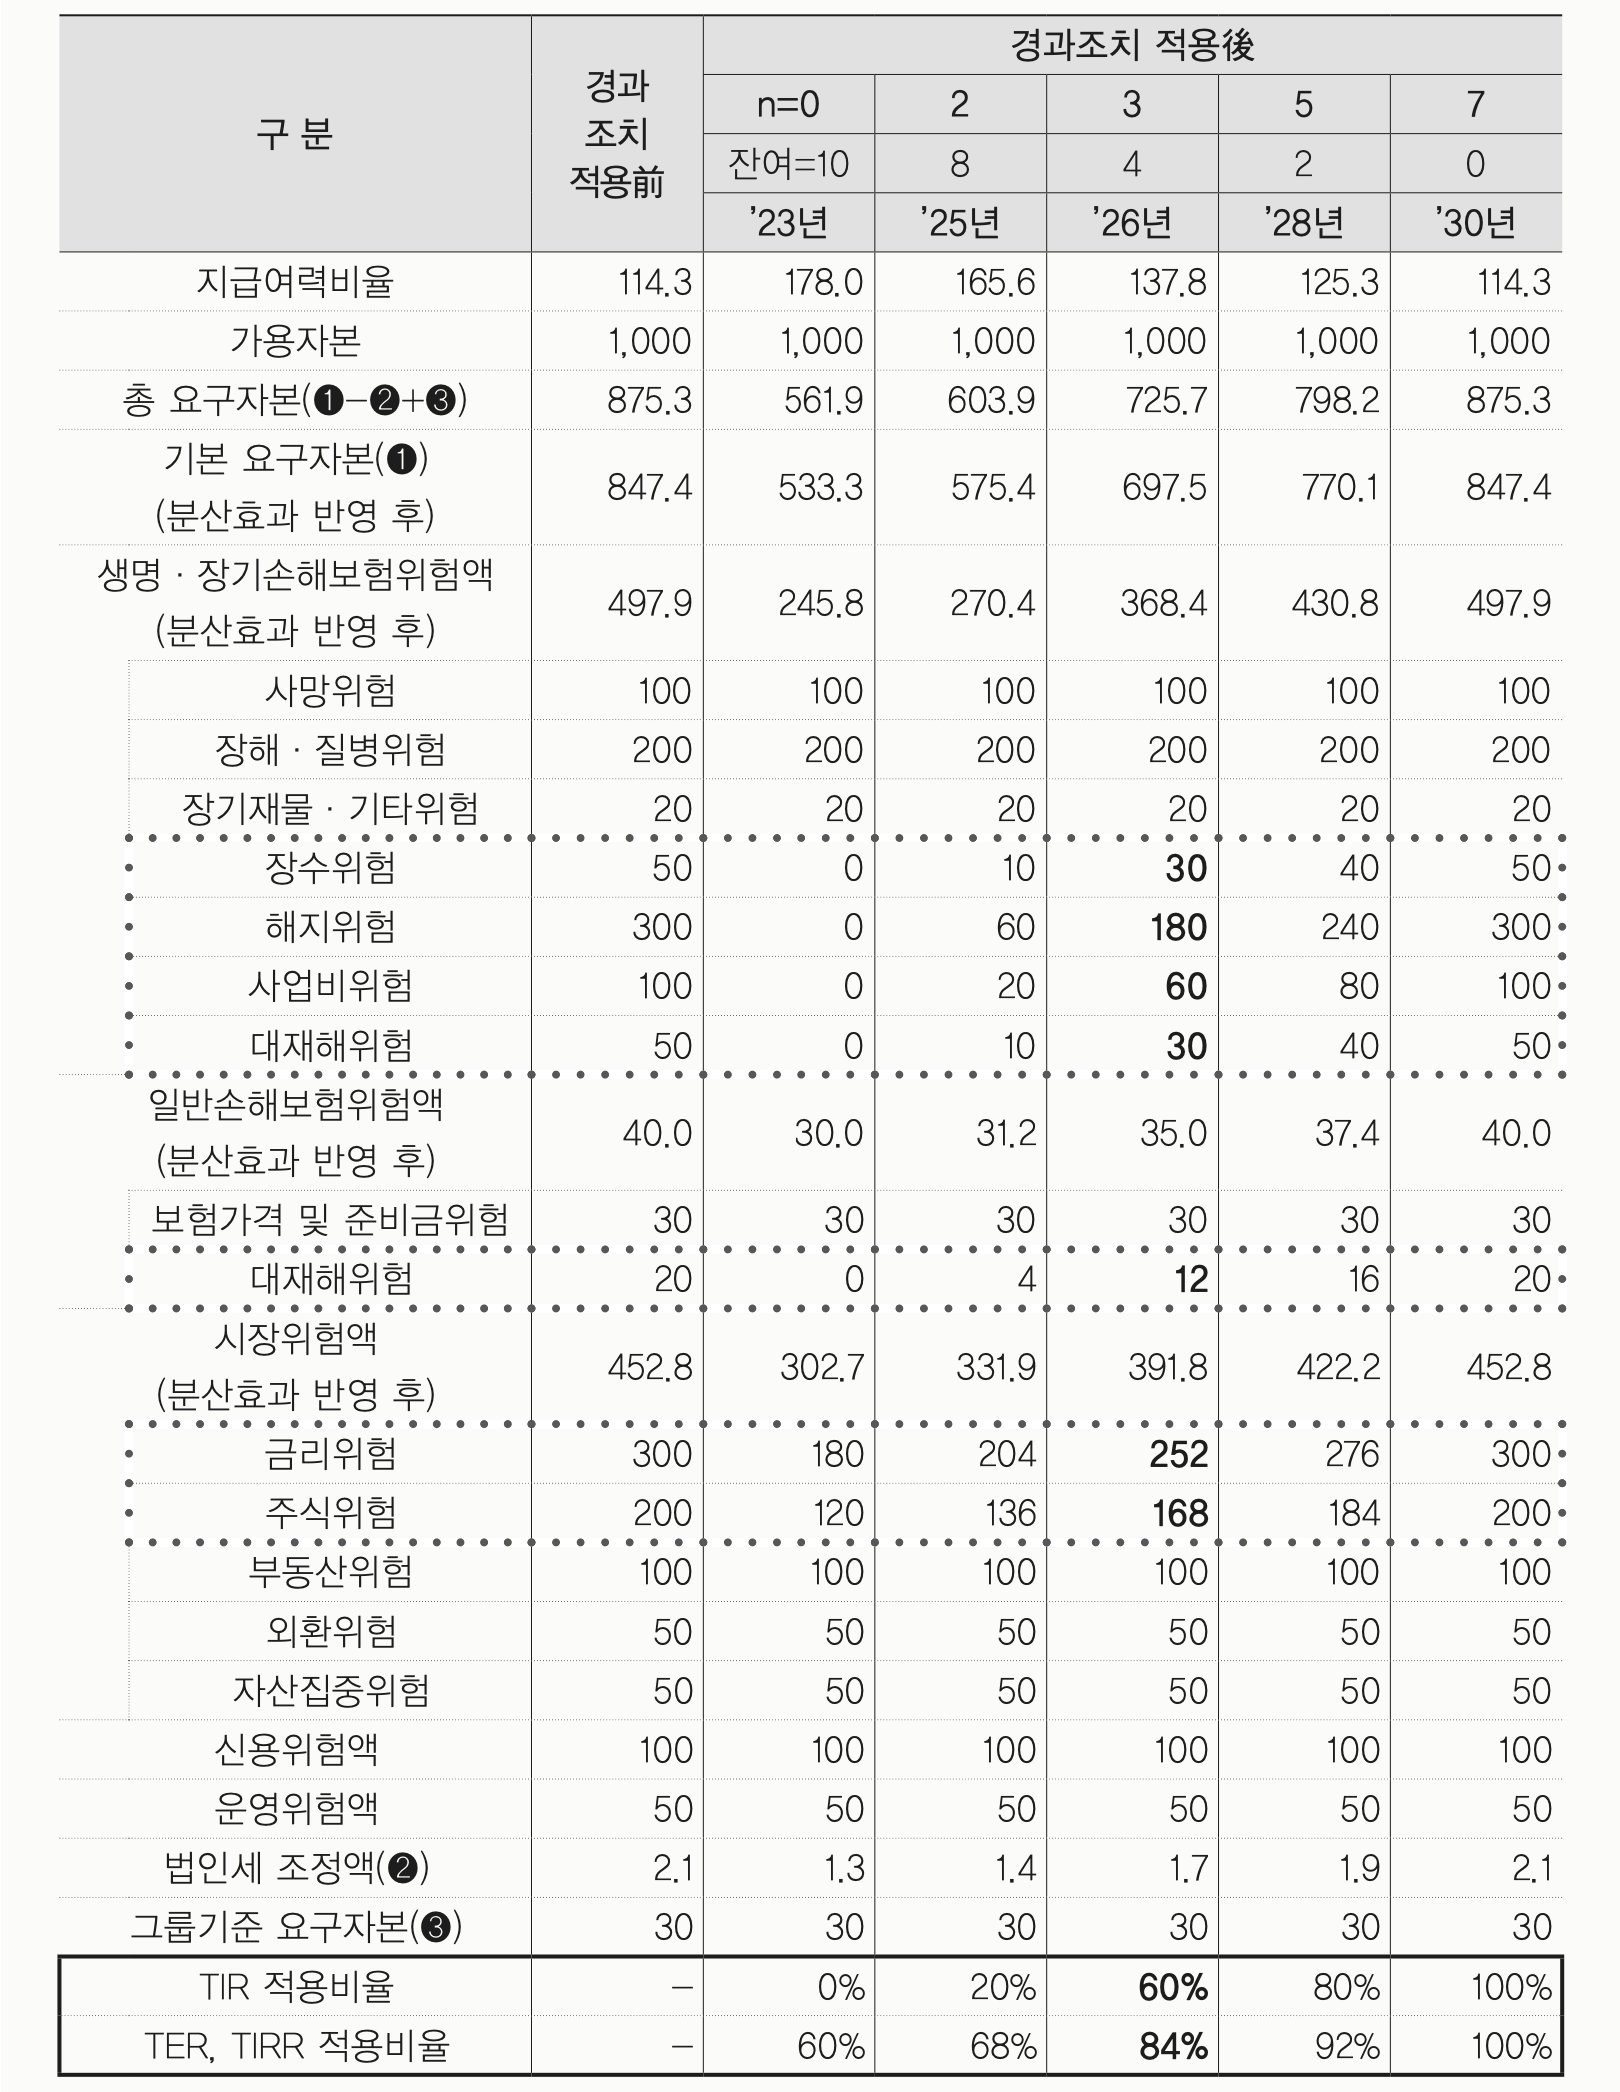 구 분 경과 조치 적용前 경과조치 적용後
n=0 2 3 5 7
잔여=10 8 4 2 0
’23년 ’25년 ’26년 ’28년 ’30년
지급여력비율 114.3 178.0 165.6 137.8 125.3 114.3
가용자본 1,000 1,000 1,000 1,000 1,000 1,000
총 요구자본(❶−❷+❸) 875.3 561.9 603.9 725.7 798.2 875.3
기본 요구자본(❶)
(분산효과 반영 후) 847.4 533.3 575.4 697.5 770.1 847.4
생명 · 장기손해보험위험액
(분산효과 반영 후) 497.9 245.8 270.4 368.4 430.8 497.9
사망위험 100 100 100 100 100 100
장해 · 질병위험 200 200 200 200 200 200
장기재물 · 기타위험 20 20 20 20 20 20
장수위험 50 0 10 30 40 50
해지위험 300 0 60 180 240 300
사업비위험 100 0 20 60 80 100
대재해위험 50 0 10 30 40 50
일반손해보험위험액
(분산효과 반영 후) 40.0 30.0 31.2 35.0 37.4 40.0
보험가격 및 준비금위험 30 30 30 30 30 30
대재해위험 20 0 4 12 16 20
시장위험액
(분산효과 반영 후) 452.8 302.7 331.9 391.8 422.2 452.8
금리위험 300 180 204 252 276 300
주식위험 200 120 136 168 184 200
부동산위험 100 100 100 100 100 100
외환위험 50 50 50 50 50 50
자산집중위험 50 50 50 50 50 50
신용위험액 100 100 100 100 100 100
운영위험액 50 50 50 50 50 50
법인세 조정액(❷) 2.1 1.3 1.4 1.7 1.9 2.1
그룹기준 요구자본(❸) 30 30 30 30 30 30
TIR 적용비율 − 0% 20% 60% 80% 100%
TER, TIRR 적용비율 − 60% 68% 84% 92% 100%